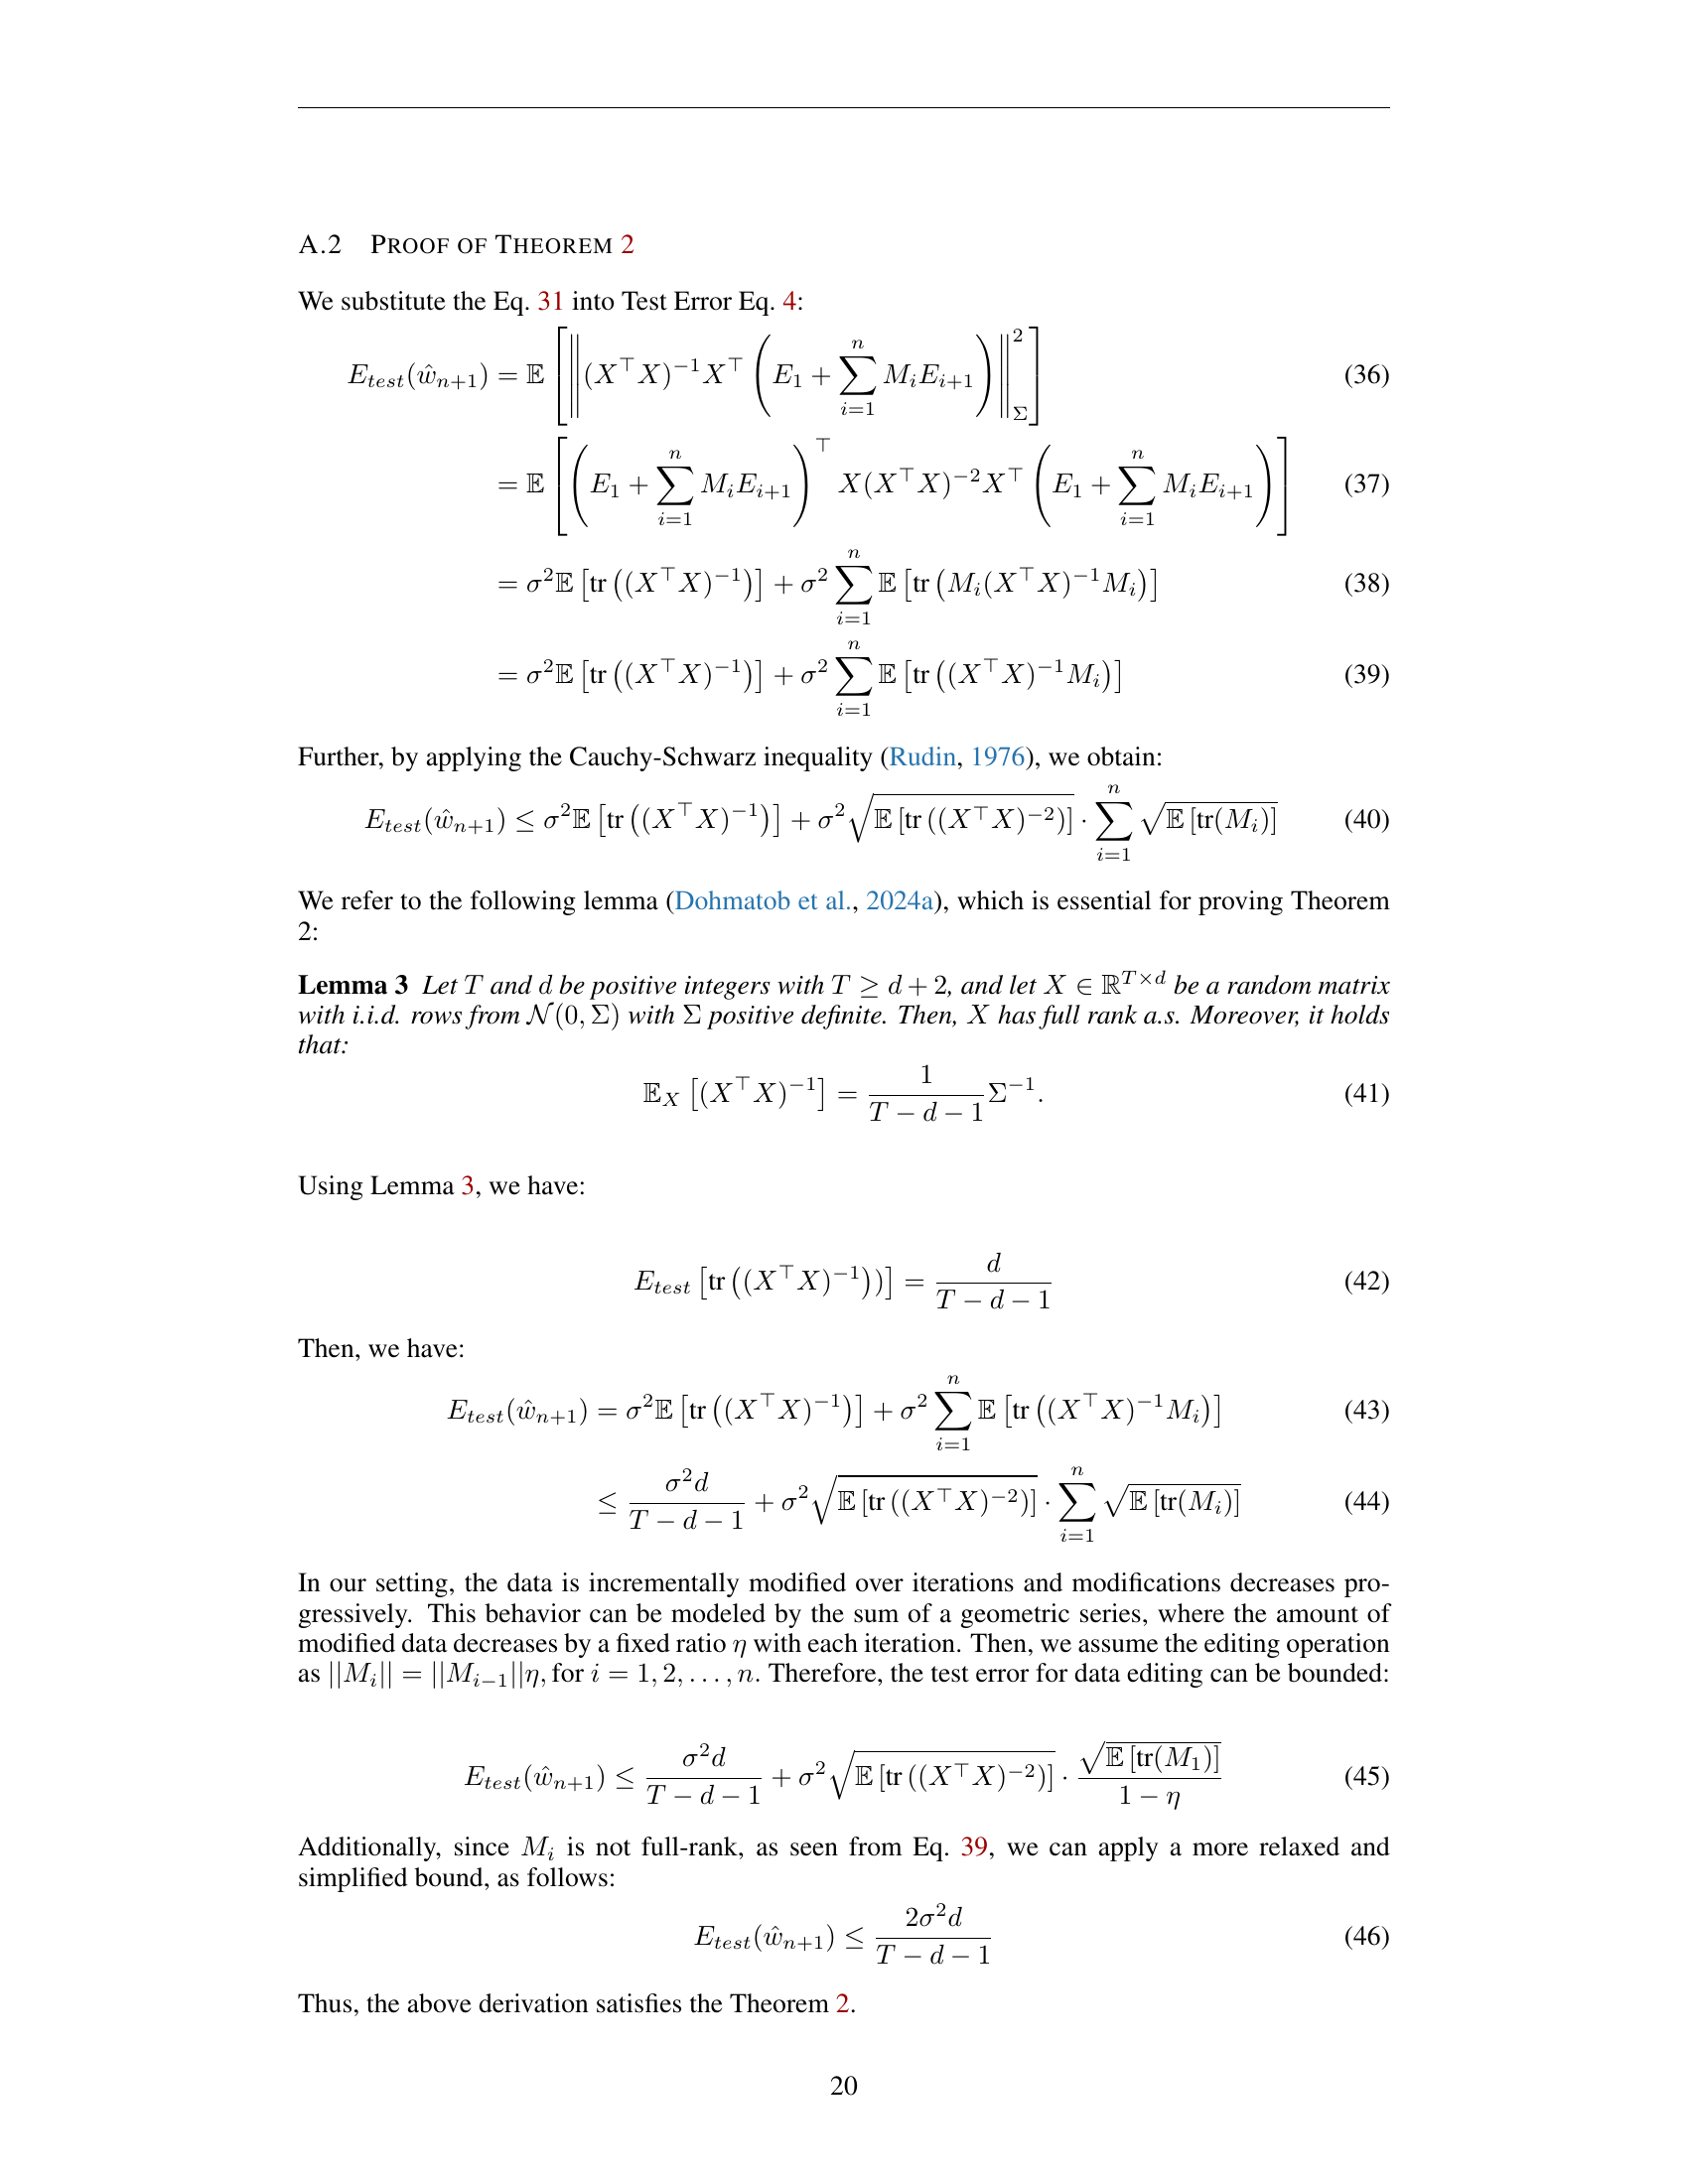 A.2 PROOF OF THEOREM 2
We substitute the Eq. 31 into Test Error Eq. 4:
$E_{test}(\hat{w}_{n+1}) = \mathbb{E}\left[\left\|(X^\top X)^{-1}X^\top\left(E_1 + \sum_{i=1}^{n} M_i E_{i+1}\right)\right\|_\Sigma^2\right]$ (36)
$= \mathbb{E}\left[\left(E_1 + \sum_{i=1}^{n} M_i E_{i+1}\right)^\top X(X^\top X)^{-2}X^\top\left(E_1 + \sum_{i=1}^{n} M_i E_{i+1}\right)\right]$ (37)
$= \sigma^2\mathbb{E}\left[\text{tr}\left((X^\top X)^{-1}\right)\right] + \sigma^2\sum_{i=1}^{n}\mathbb{E}\left[\text{tr}\left(M_i(X^\top X)^{-1}M_i\right)\right]$ (38)
$= \sigma^2\mathbb{E}\left[\text{tr}\left((X^\top X)^{-1}\right)\right] + \sigma^2\sum_{i=1}^{n}\mathbb{E}\left[\text{tr}\left((X^\top X)^{-1}M_i\right)\right]$ (39)
Further, by applying the Cauchy-Schwarz inequality (Rudin, 1976), we obtain:
$E_{test}(\hat{w}_{n+1}) \leq \sigma^2\mathbb{E}\left[\text{tr}\left((X^\top X)^{-1}\right)\right] + \sigma^2\sqrt{\mathbb{E}\left[\text{tr}\left((X^\top X)^{-2}\right)\right]} \cdot \sum_{i=1}^{n}\sqrt{\mathbb{E}\left[\text{tr}(M_i)\right]}$ (40)
We refer to the following lemma (Dohmatob et al., 2024a), which is essential for proving Theorem
2:
Lemma 3 Let $T$ and $d$ be positive integers with $T \geq d + 2$, and let $X \in \mathbb{R}^{T \times d}$ be a random matrix
with i.i.d. rows from $\mathcal{N}(0, \Sigma)$ with $\Sigma$ positive definite. Then, $X$ has full rank a.s. Moreover, it holds
that:
$\mathbb{E}_X\left[(X^\top X)^{-1}\right] = \frac{1}{T - d - 1}\Sigma^{-1}.$ (41)
Using Lemma 3, we have:
$E_{test}\left[\text{tr}\left((X^\top X)^{-1}\right))\right] = \frac{d}{T - d - 1}$ (42)
Then, we have:
$E_{test}(\hat{w}_{n+1}) = \sigma^2\mathbb{E}\left[\text{tr}\left((X^\top X)^{-1}\right)\right] + \sigma^2\sum_{i=1}^{n}\mathbb{E}\left[\text{tr}\left((X^\top X)^{-1}M_i\right)\right]$ (43)
$\leq \frac{\sigma^2 d}{T - d - 1} + \sigma^2\sqrt{\mathbb{E}\left[\text{tr}\left((X^\top X)^{-2}\right)\right]} \cdot \sum_{i=1}^{n}\sqrt{\mathbb{E}\left[\text{tr}(M_i)\right]}$ (44)
In our setting, the data is incrementally modified over iterations and modifications decreases pro-
gressively. This behavior can be modeled by the sum of a geometric series, where the amount of
modified data decreases by a fixed ratio $\eta$ with each iteration. Then, we assume the editing operation
as $||M_i|| = ||M_{i-1}||\eta$, for $i = 1, 2, \ldots, n$. Therefore, the test error for data editing can be bounded:
$E_{test}(\hat{w}_{n+1}) \leq \frac{\sigma^2 d}{T - d - 1} + \sigma^2\sqrt{\mathbb{E}\left[\text{tr}\left((X^\top X)^{-2}\right)\right]} \cdot \frac{\sqrt{\mathbb{E}\left[\text{tr}(M_1)\right]}}{1 - \eta}$ (45)
Additionally, since $M_i$ is not full-rank, as seen from Eq. 39, we can apply a more relaxed and
simplified bound, as follows:
$E_{test}(\hat{w}_{n+1}) \leq \frac{2\sigma^2 d}{T - d - 1}$ (46)
Thus, the above derivation satisfies the Theorem 2.
20